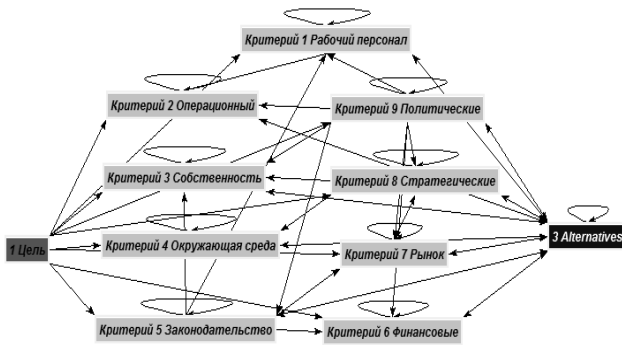 Критерий 1 Рабочий персонал
Критерий 2 Операционный
Критерий 9 Политические
Критерий 3 Собственность
Критерий 8 Стратегические
1 Цель
Критерий 4 Окружающая среда
Критерий 7 Рынок
3 Alternatives
Критерий 5 Законодательство
Критерий 6 Финансовые